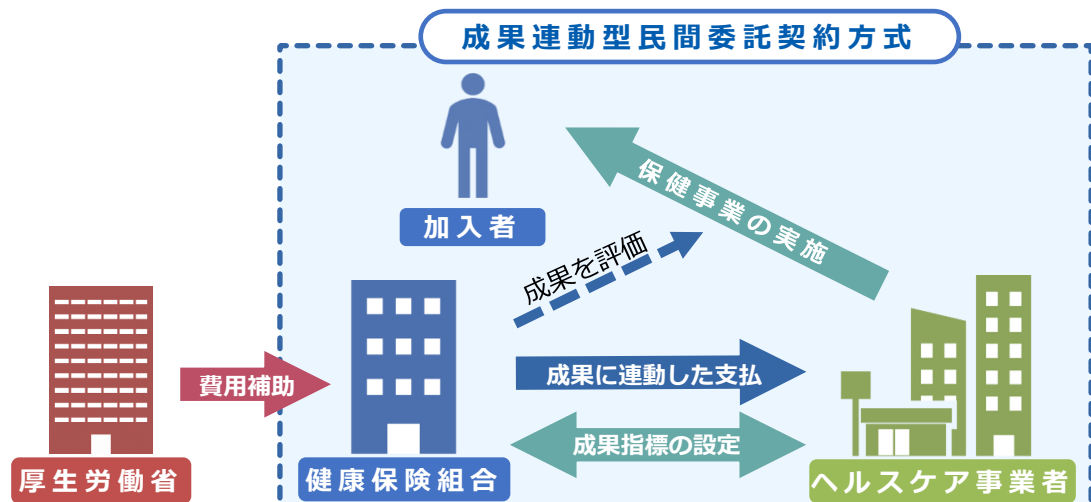 成果連動型民間委託契約方式
保健事業の実施
加入者
成果を評価
費用補助
成果に連動した支払
成果指標の設定
厚生労働省
健康保険組合
ヘルスケア事業者